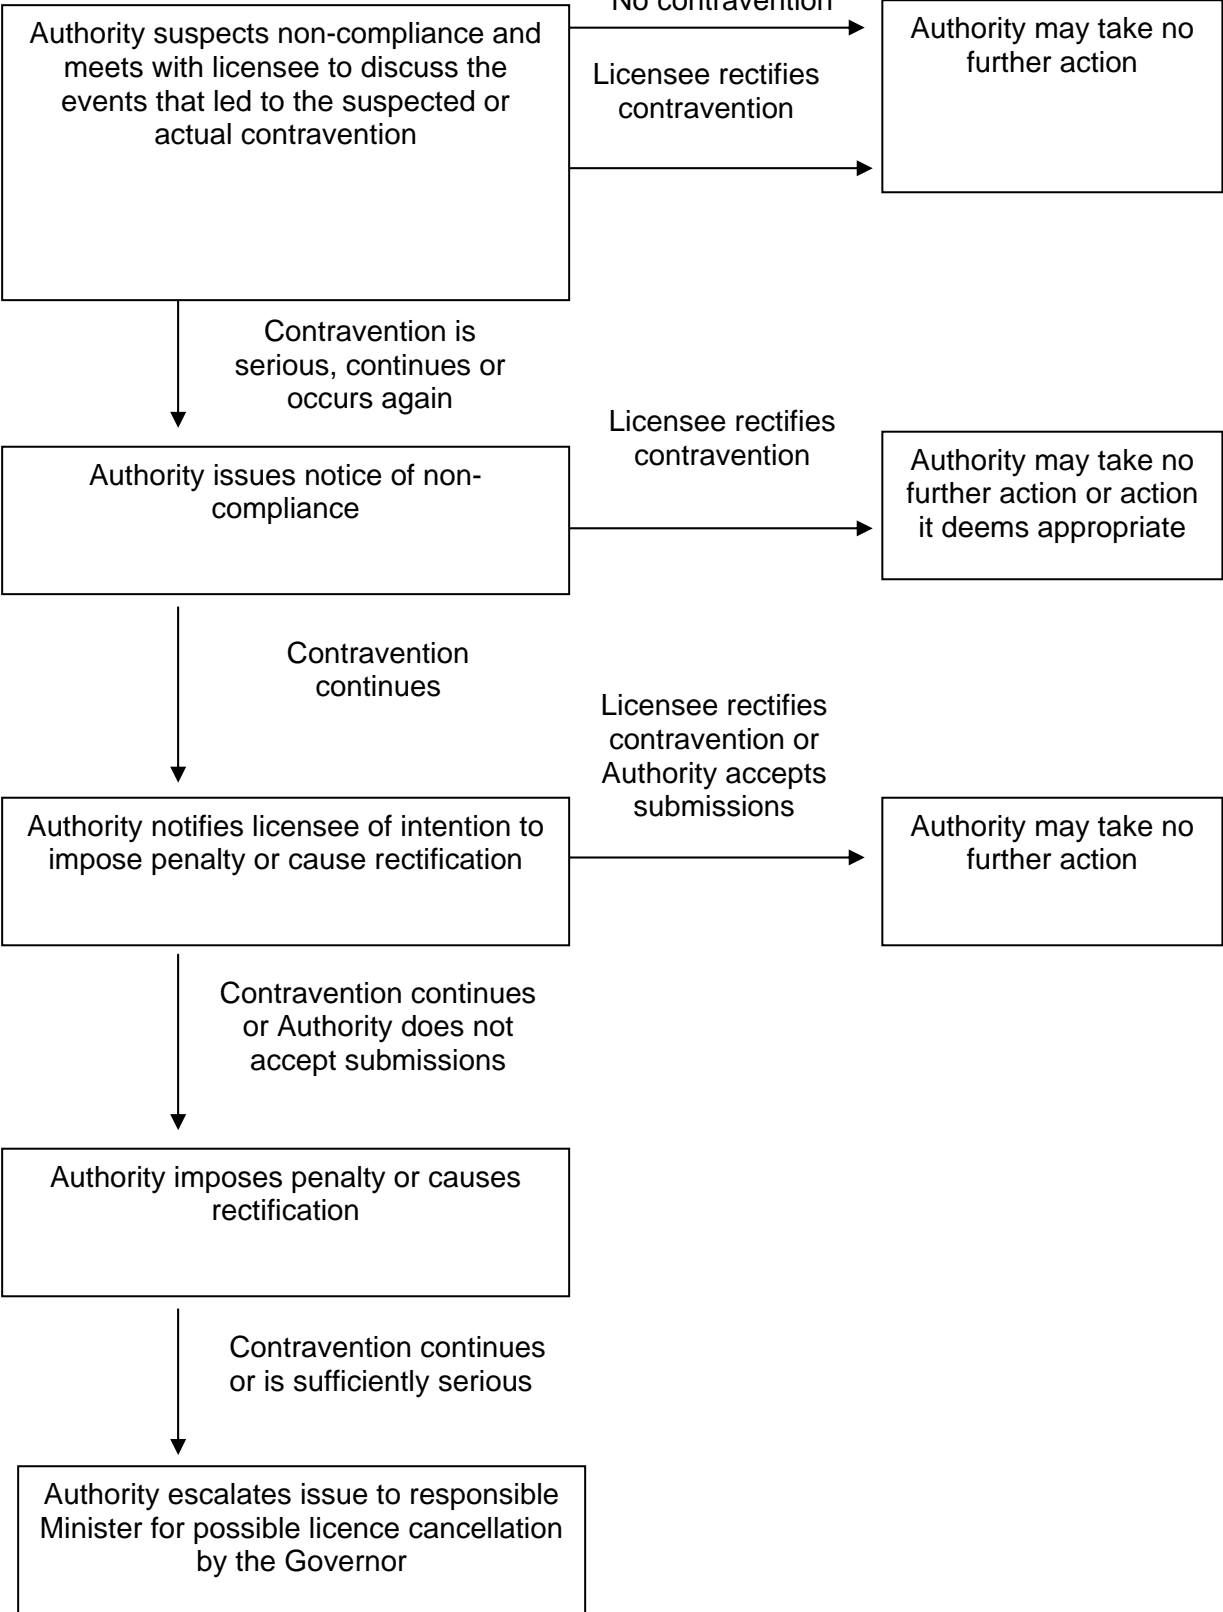 No contravention
Authority suspects non-compliance and
meets with licensee to discuss the
events that led to the suspected or
actual contravention
Licensee rectifies
contravention
Authority may take no
further action
Contravention is
serious, continues or
occurs again
Authority issues notice of non-
compliance
Licensee rectifies
contravention
Authority may take no
further action or action
it deems appropriate
Contravention
continues
Licensee rectifies
contravention or
Authority accepts
submissions
Authority notifies licensee of intention to
impose penalty or cause rectification
Authority may take no
further action
Contravention continues
or Authority does not
accept submissions
Authority imposes penalty or causes
rectification
Contravention continues
or is sufficiently serious
Authority escalates issue to responsible
Minister for possible licence cancellation
by the Governor